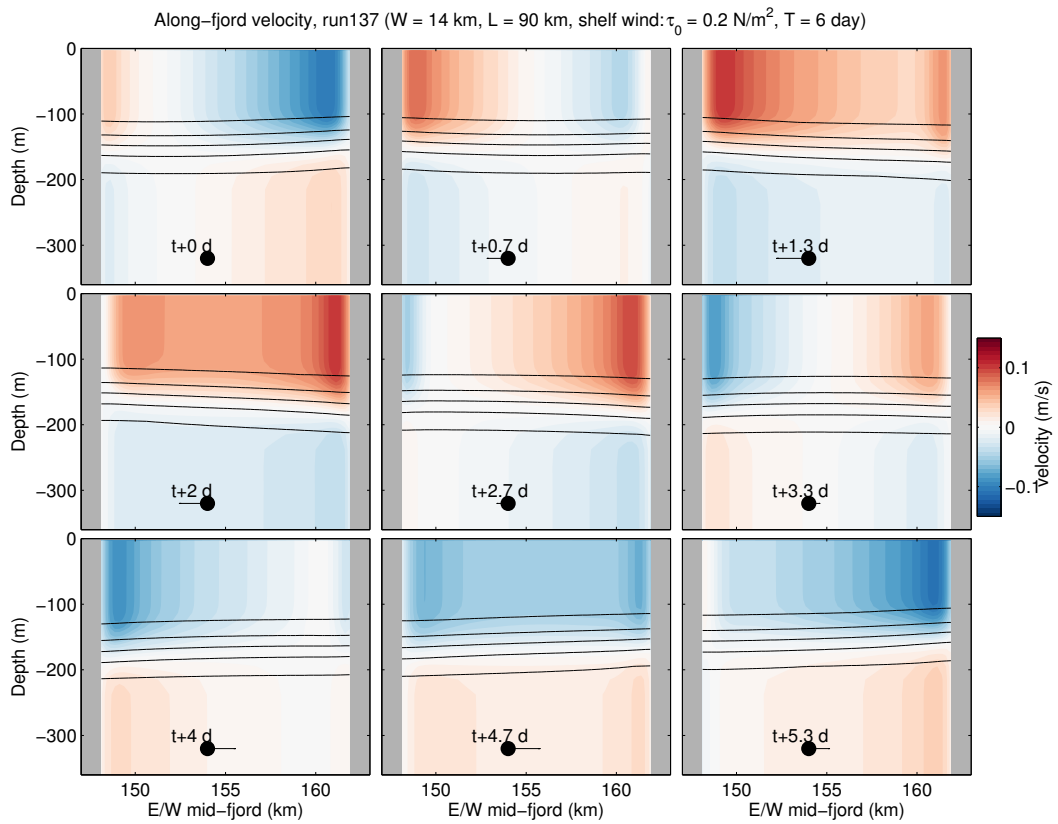 Along−fjord velocity, run137 (W = 14 km, L = 90 km, shelf wind: τ0 = 0.2 N/m2, T = 6 day)
0
−100
−200
−300
Depth (m)
t+0 d
t+0.7 d
t+1.3 d
0
−100
−200
−300
Depth (m)
t+2 d
t+2.7 d
t+3.3 d
0.1
0
−0.1
Velocity (m/s)
0
−100
−200
−300
Depth (m)
t+4 d
t+4.7 d
t+5.3 d
150 155 160
150 155 160
150 155 160
E/W mid−fjord (km)
E/W mid−fjord (km)
E/W mid−fjord (km)